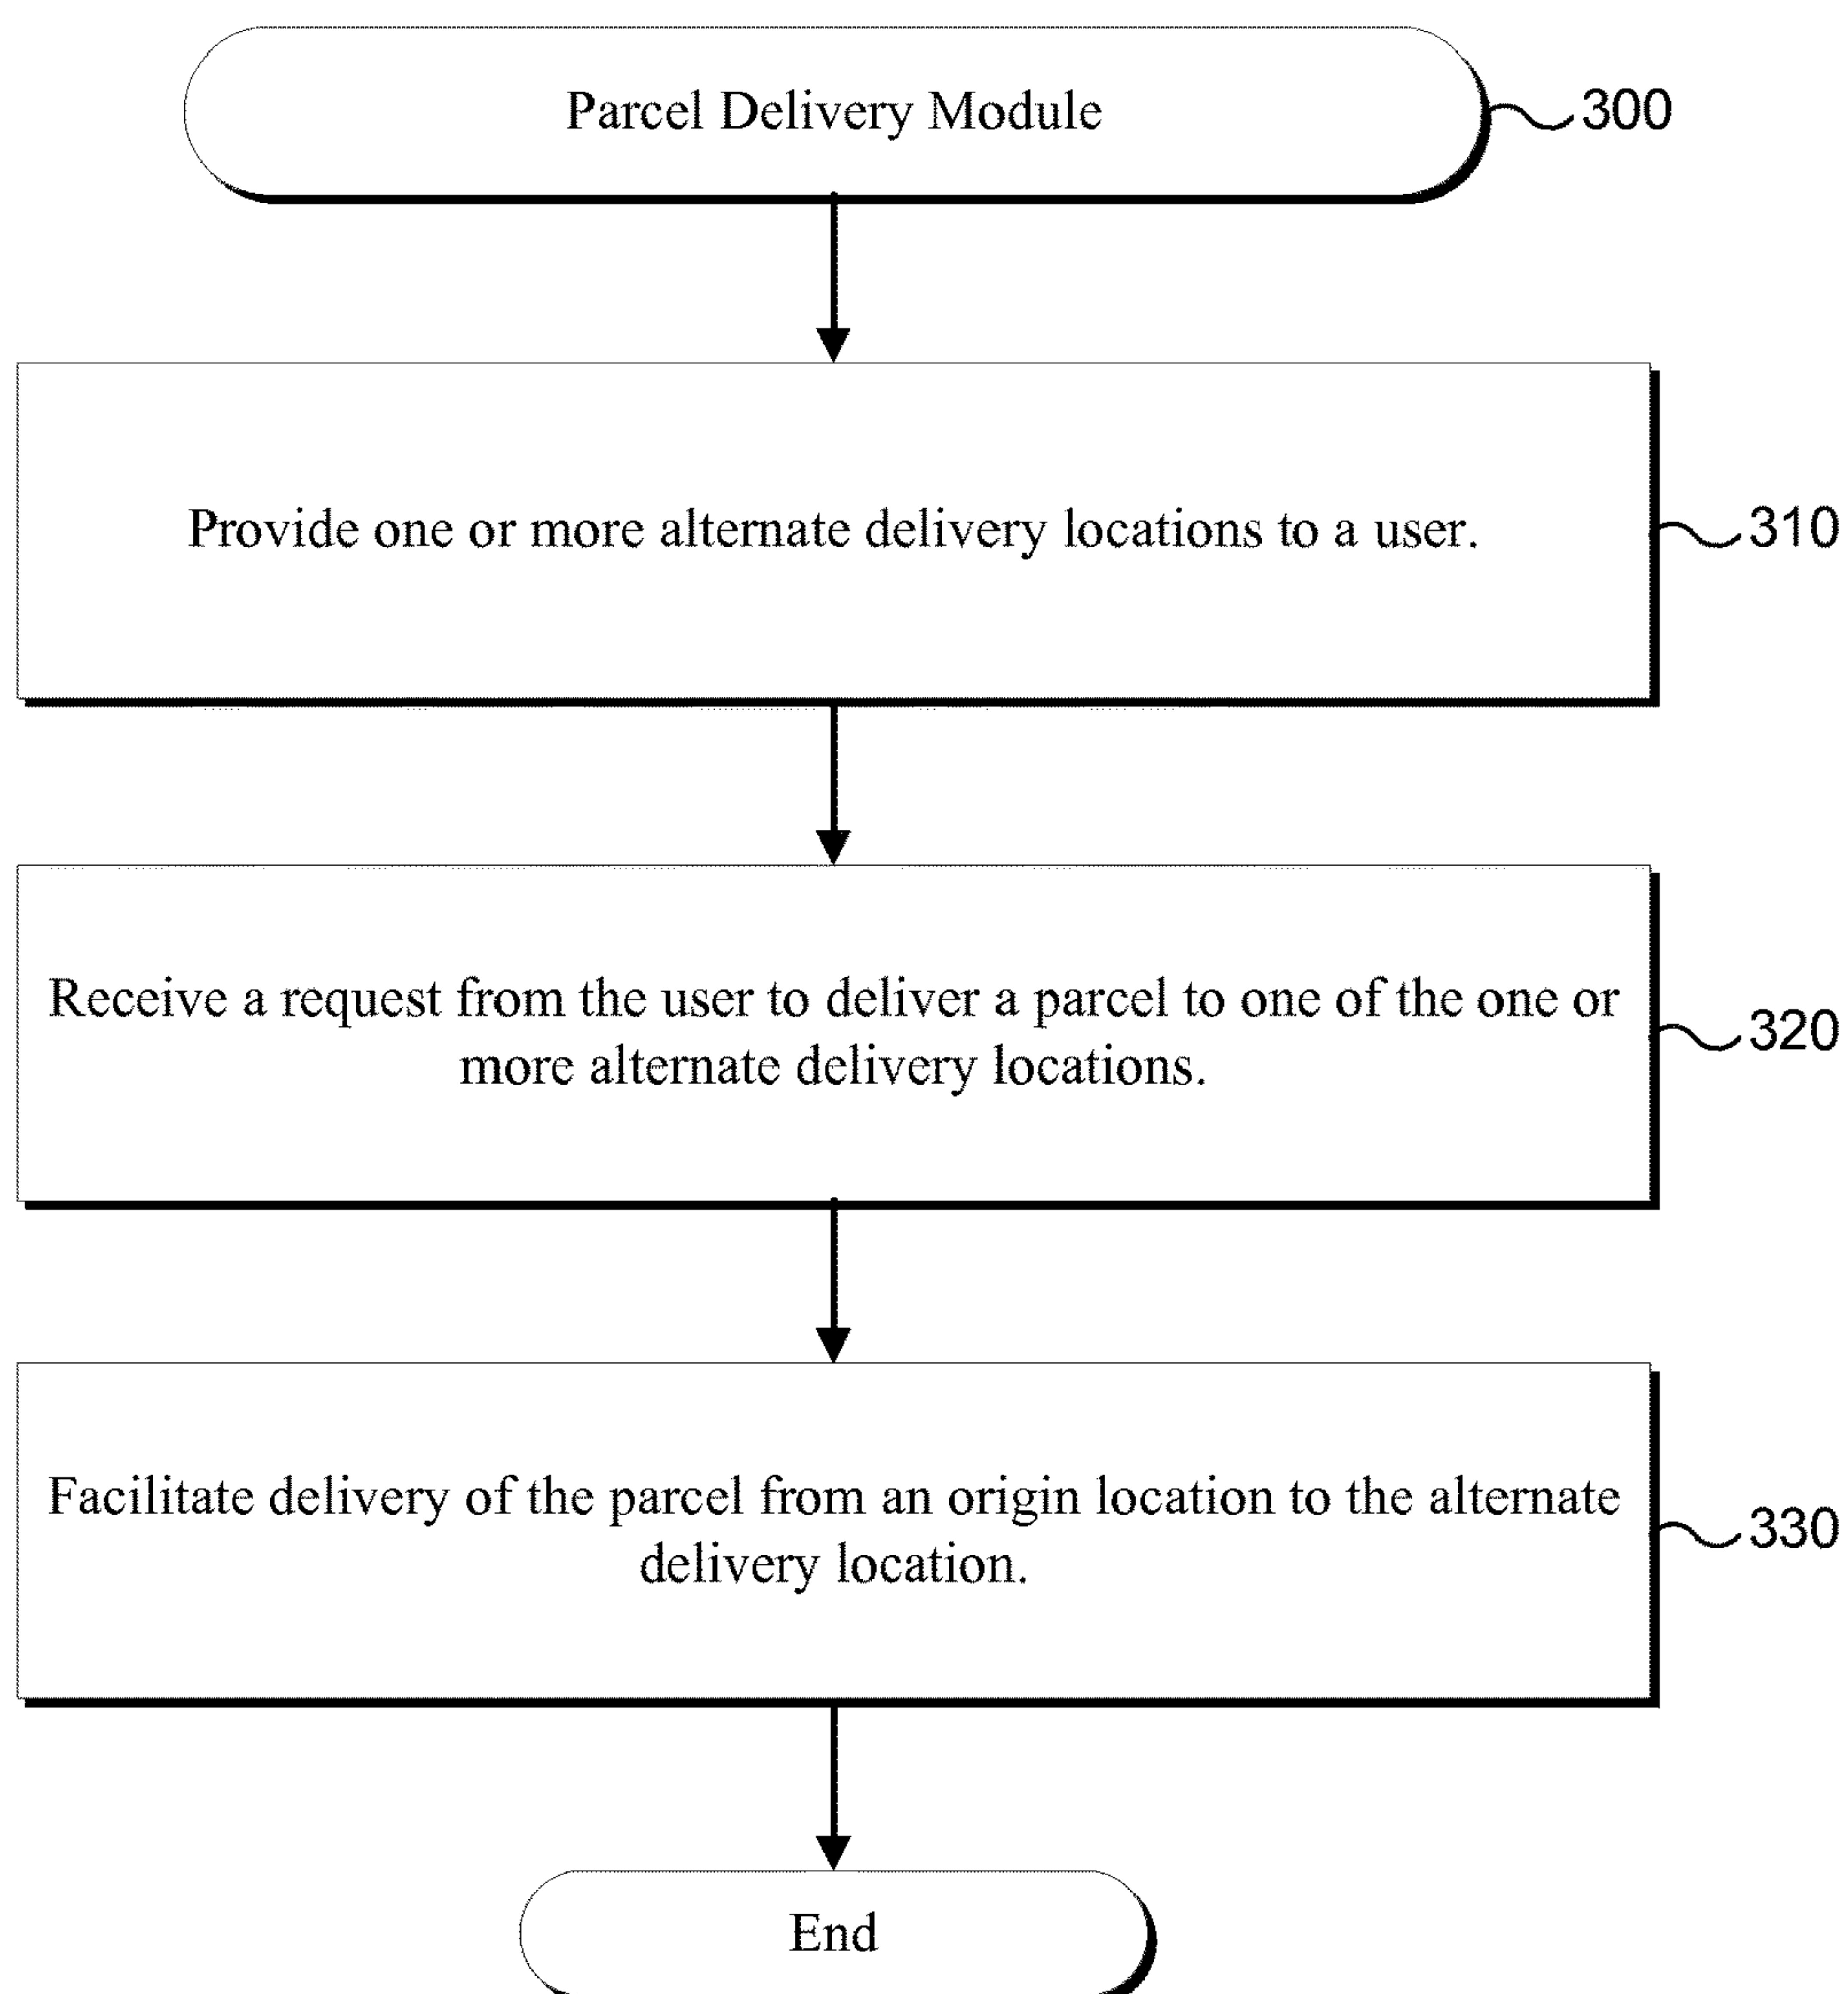 Parcel Delivery Module
300
Provide one or more alternate delivery locations to a user.
310
Receive a request from the user to deliver a parcel to one of the one or
more alternate delivery locations.
320
Facilitate delivery of the parcel from an origin location to the alternate
delivery location.
330
End